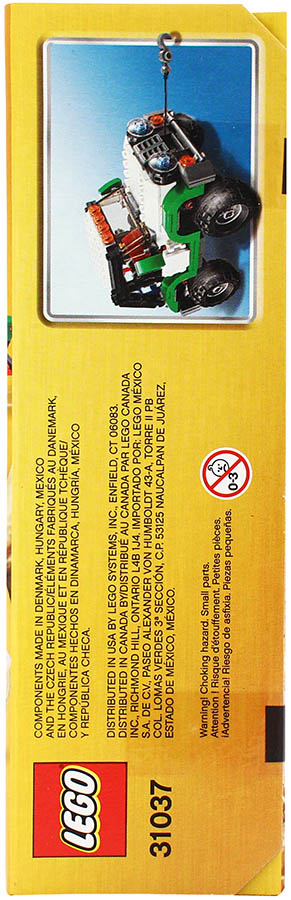 COMPONENTS MADE IN DENMARK, HUNGARY, MEXICO
AND THE CZECH REPUBLIC/ÉLÉMENTS FABRIQUÉS AU DANEMARK,
EN HONGRIE, AU MEXIQUE ET EN RÉPUBLIQUE TCHÈQUE/
COMPONENTES HECHOS EN DINAMARCA, HUNGRÍA, MÉXICO
Y REPÚBLICA CHECA.
DISTRIBUTED IN USA BY LEGO SYSTEMS, INC., ENFIELD, CT 06083.
DISTRIBUTED IN CANADA BY/DISTRIBUÉ AU CANADA PAR LEGO CANADA
INC., RICHMOND HILL, ONTARIO L4B 1J4. IMPORTADO POR: LEGO MÉXICO
S.A. DE C.V., PASEO ALEXANDER VON HUMBOLDT 43-A, TORRE II PB
COL. LOMAS VERDES 3ª SECCIÓN, C.P. 53125 NAUCALPAN DE JUÁREZ,
ESTADO DE MÉXICO, MÉXICO.
Warning! Choking hazard. Small parts.
Attention ! Risque d'étouffement. Petites pièces.
¡Advertencia! Riesgo de asfixia. Piezas pequeñas.
0-3
LEGO
31037